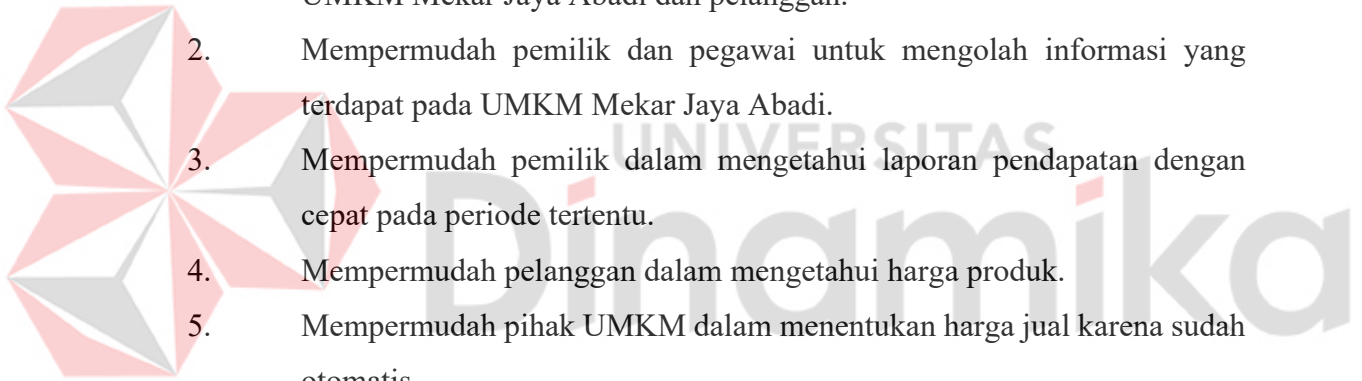 UMKM Mekar Jaya Abadi dan pelanggan.
2. Mempermudah pemilik dan pegawai untuk mengolah informasi yang
terdapat pada UMKM Mekar Jaya Abadi.
UNIVERSITAS
3. Mempermudah pemilik dalam mengetahui laporan pendapatan dengan
cepat pada periode tertentu.
Dinamika
4. Mempermudah pelanggan dalam mengetahui harga produk.
5. Mempermudah pihak UMKM dalam menentukan harga jual karena sudah
otomatis